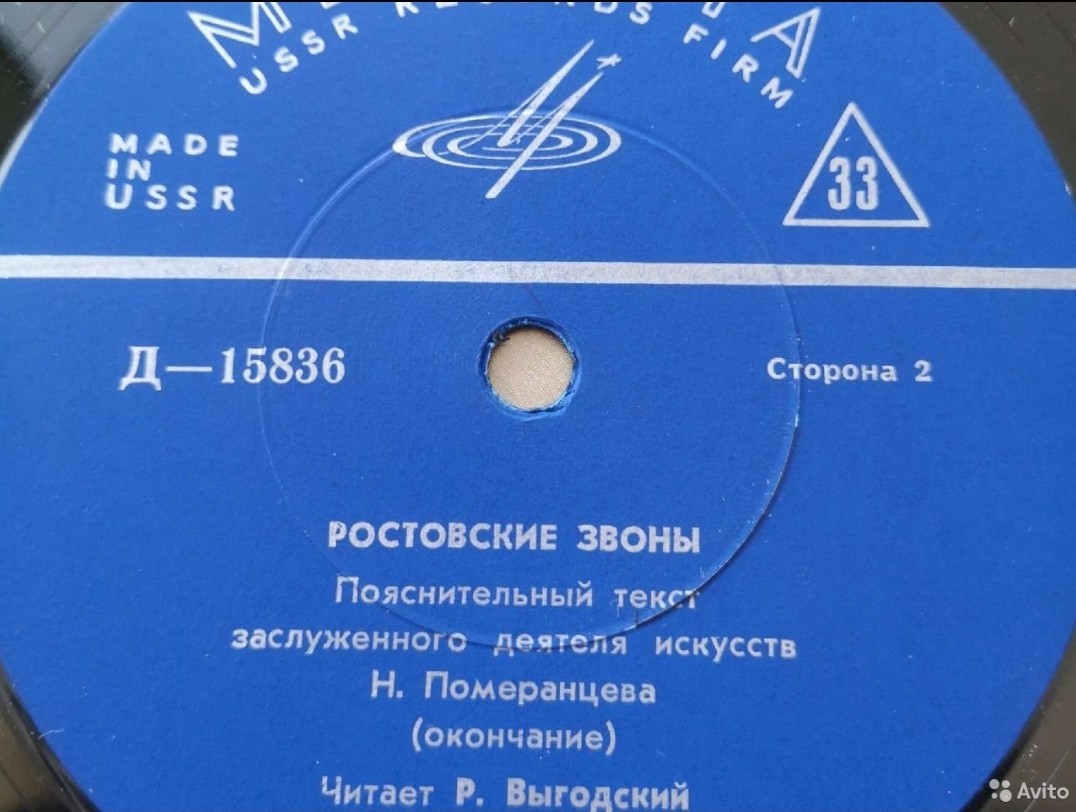 USSR RECORDS FIRM
MADE
IN
USSR
33
Д—15836
Сторона 2
РОСТОВСКИЕ ЗВОНЫ
Пояснительный текст
заслуженного деятеля искусств
Н. Померанцева
(окончание)
Читает Р. Выгодский
Avito